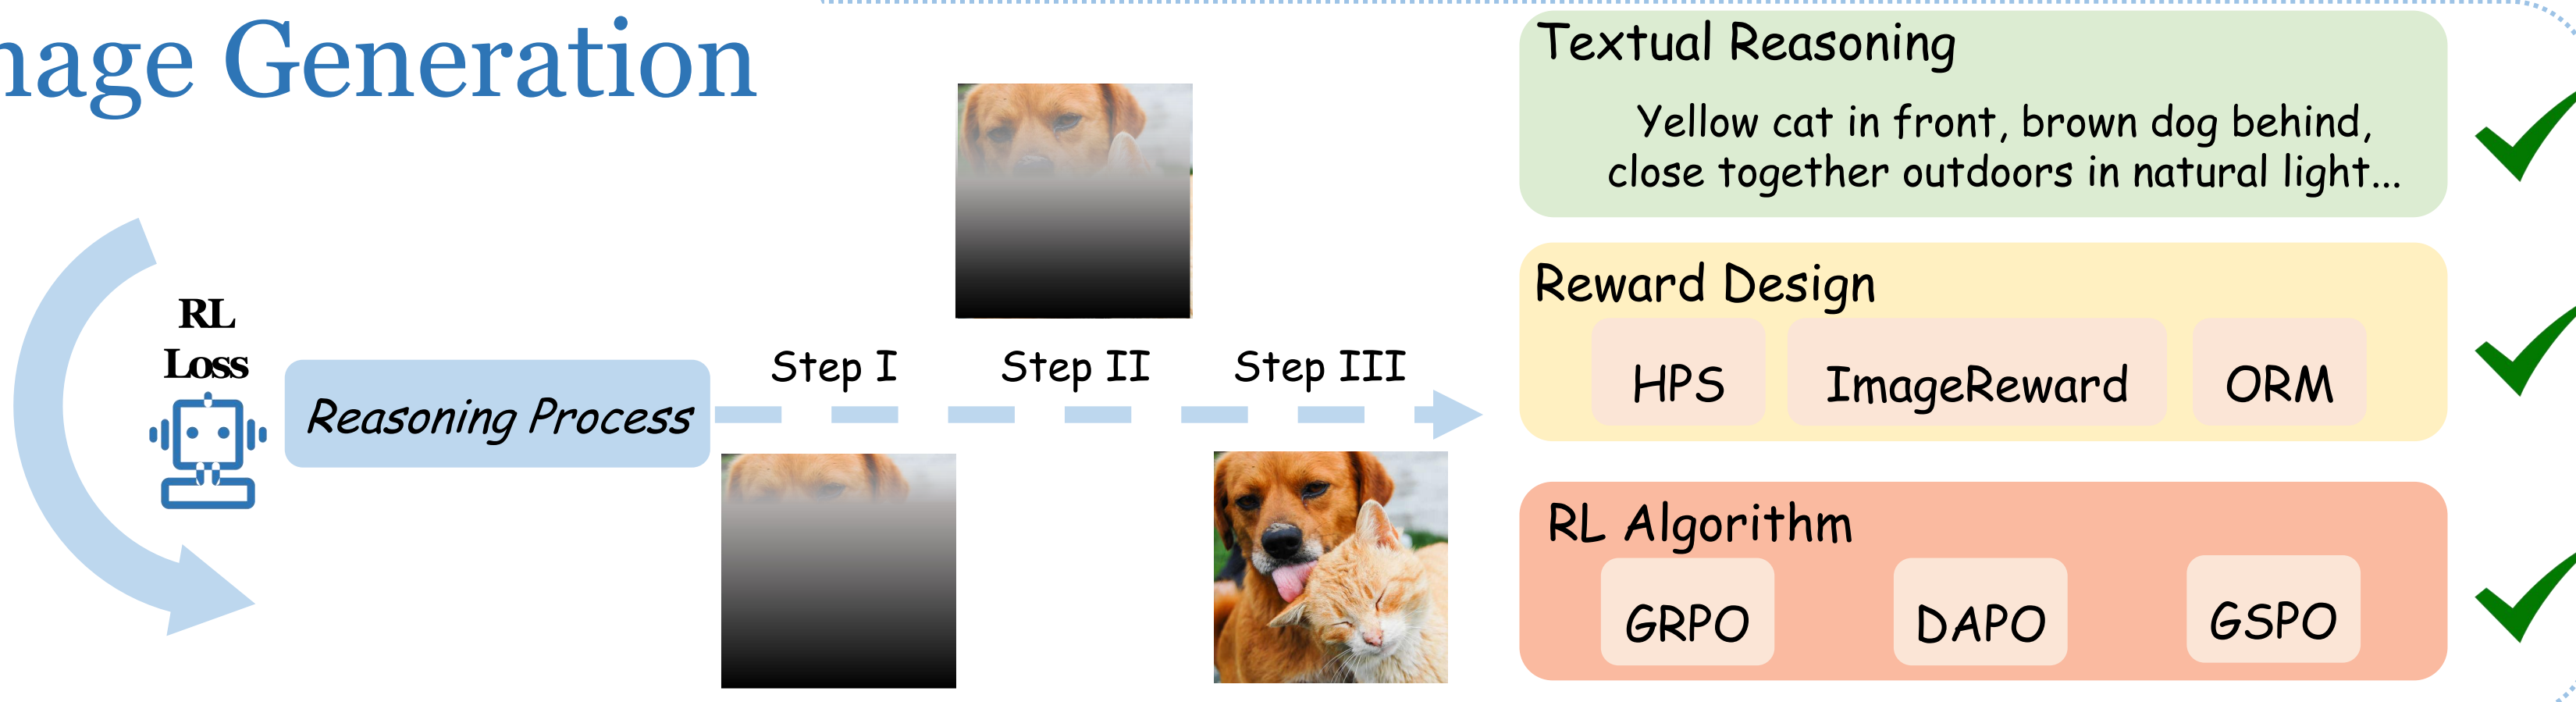 Generation
RL
Loss
Reasoning Process
Step I
Step II
Step III
Textual Reasoning
Yellow cat in front, brown dog behind,
close together outdoors in natural light...
Reward Design
HPS
ImageReward
ORM
RL Algorithm
GRPO
DAPO
GSPO